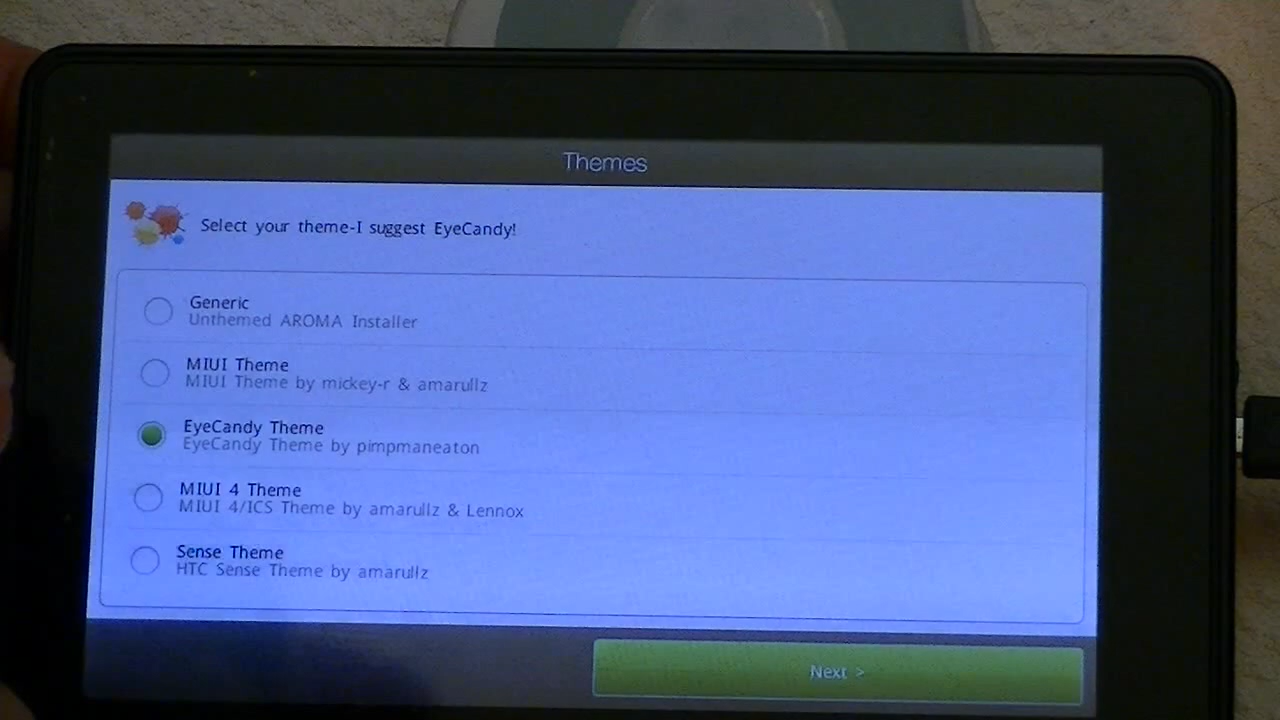 Themes
Select your theme-I suggest EyeCandy!
Generic
Unthemed AROMA Installer
MIUI Theme
MIUI Theme by mickey-r & amarullz
EyeCandy Theme
EyeCandy Theme by pimpmaneaton
MIUI 4 Theme
MIUI 4/ICS Theme by amarullz & Lennox
Sense Theme
HTC Sense Theme by amarullz
Next >